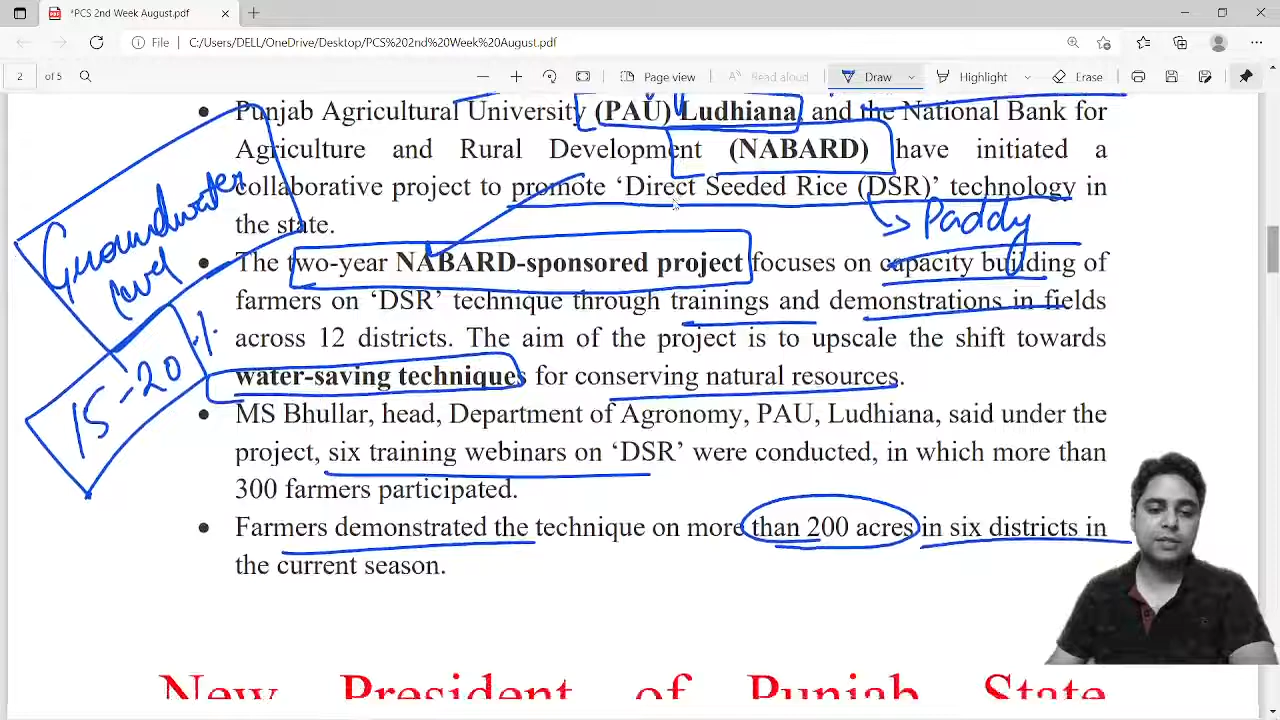 *PCS 2nd Week August.pdf
File C:/Users/DELL/OneDrive/Desktop/PCS%202nd%20Week%20August.pdf
2 of 5 Page view Read aloud Draw Highlight Erase
• Punjab Agricultural University (PAU) Ludhiana and the National Bank for
Agriculture and Rural Development (NABARD) have initiated a
collaborative project to promote ‘Direct Seeded Rice (DSR)’ technology in
the state.
Paddy
Groundwater
level
15-20%
• The two-year NABARD-sponsored project focuses on capacity building of
farmers on ‘DSR’ technique through trainings and demonstrations in fields
across 12 districts. The aim of the project is to upscale the shift towards
water-saving techniques for conserving natural resources.
• MS Bhullar, head, Department of Agronomy, PAU, Ludhiana, said under the
project, six training webinars on ‘DSR’ were conducted, in which more than
300 farmers participated.
• Farmers demonstrated the technique on more than 200 acres in six districts in
the current season.
New President of Punjab State